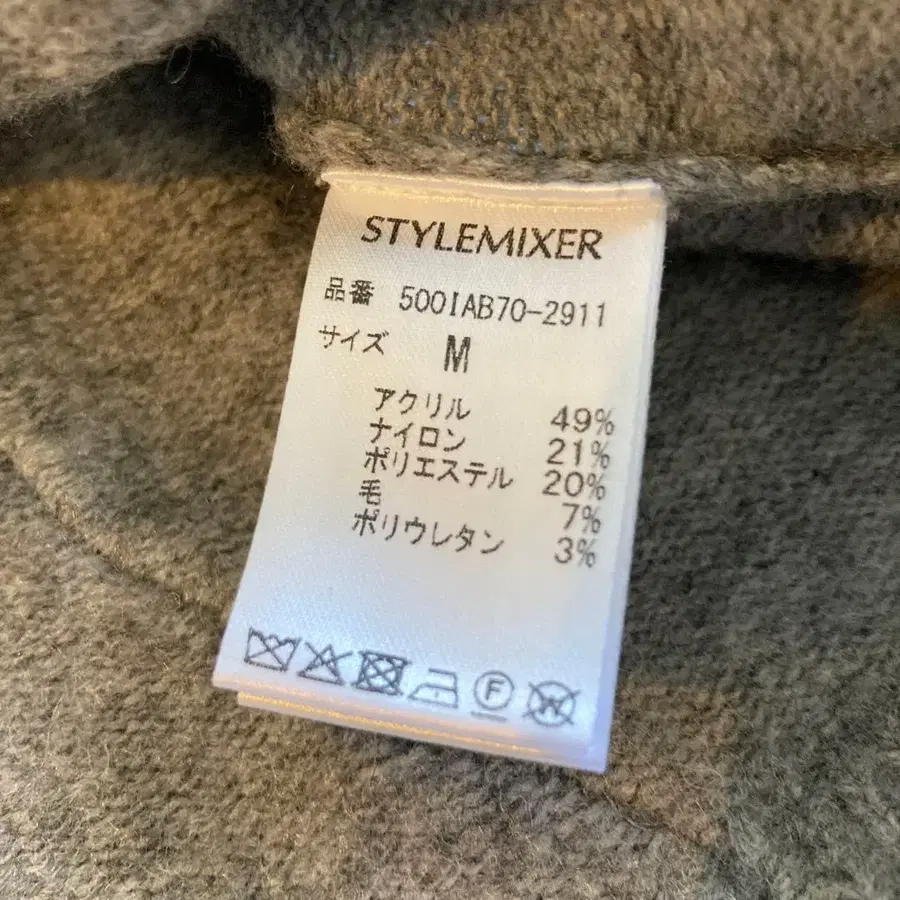 STYLEMIXER
品番 500IAB70-2911
サイズ M
アクリル 49%
ナイロン 21%
ポリエステル 20%
毛 7%
ポリウレタン 3%
F W